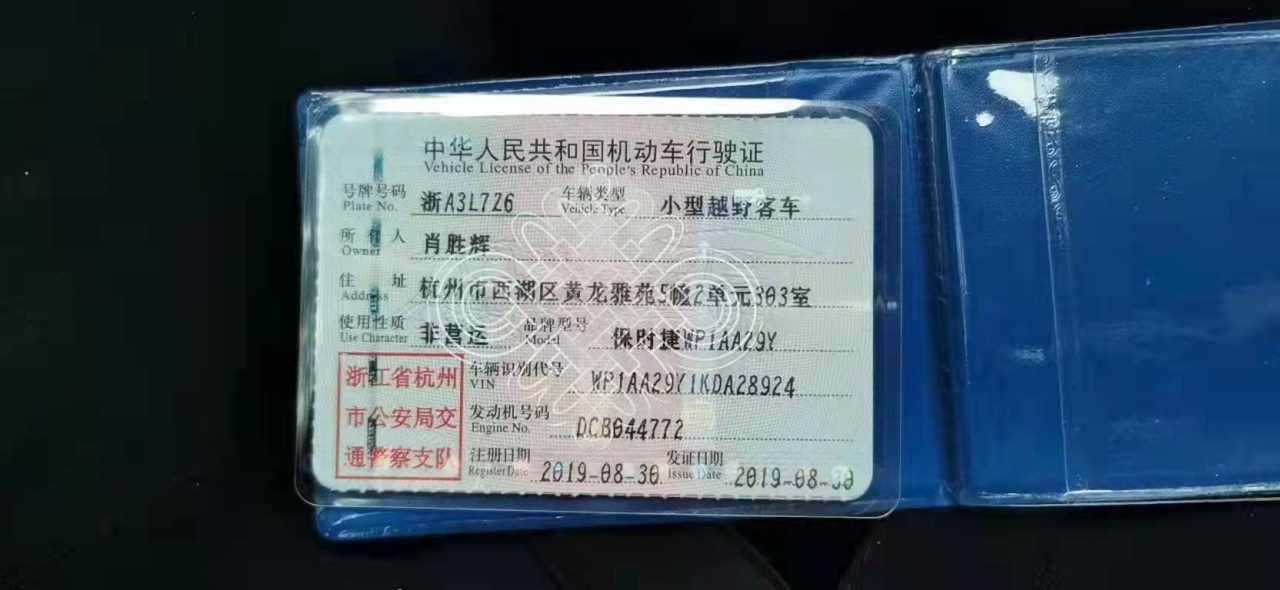 中华人民共和国机动车行驶证
Vehicle License of the People's Republic of China
号牌号码 浙A3L7Z6 车辆类型 小型越野客车
Plate No. Vehicle Type
所有人 肖胜辉
Owner
住址 杭州市西湖区黄龙雅苑5幢2单元303室
Address
使用性质 非营运 品牌型号 保时捷WP1AA29Y
Use Character Model
浙江省杭州
市公安局交
通警察支队
车辆识别代号 WP1AA29Y1KDA28924
VIN
发动机号码 DCB644772
Engine No.
注册日期 2019-08-30 发证日期 2019-08-30
Register Date Issue Date